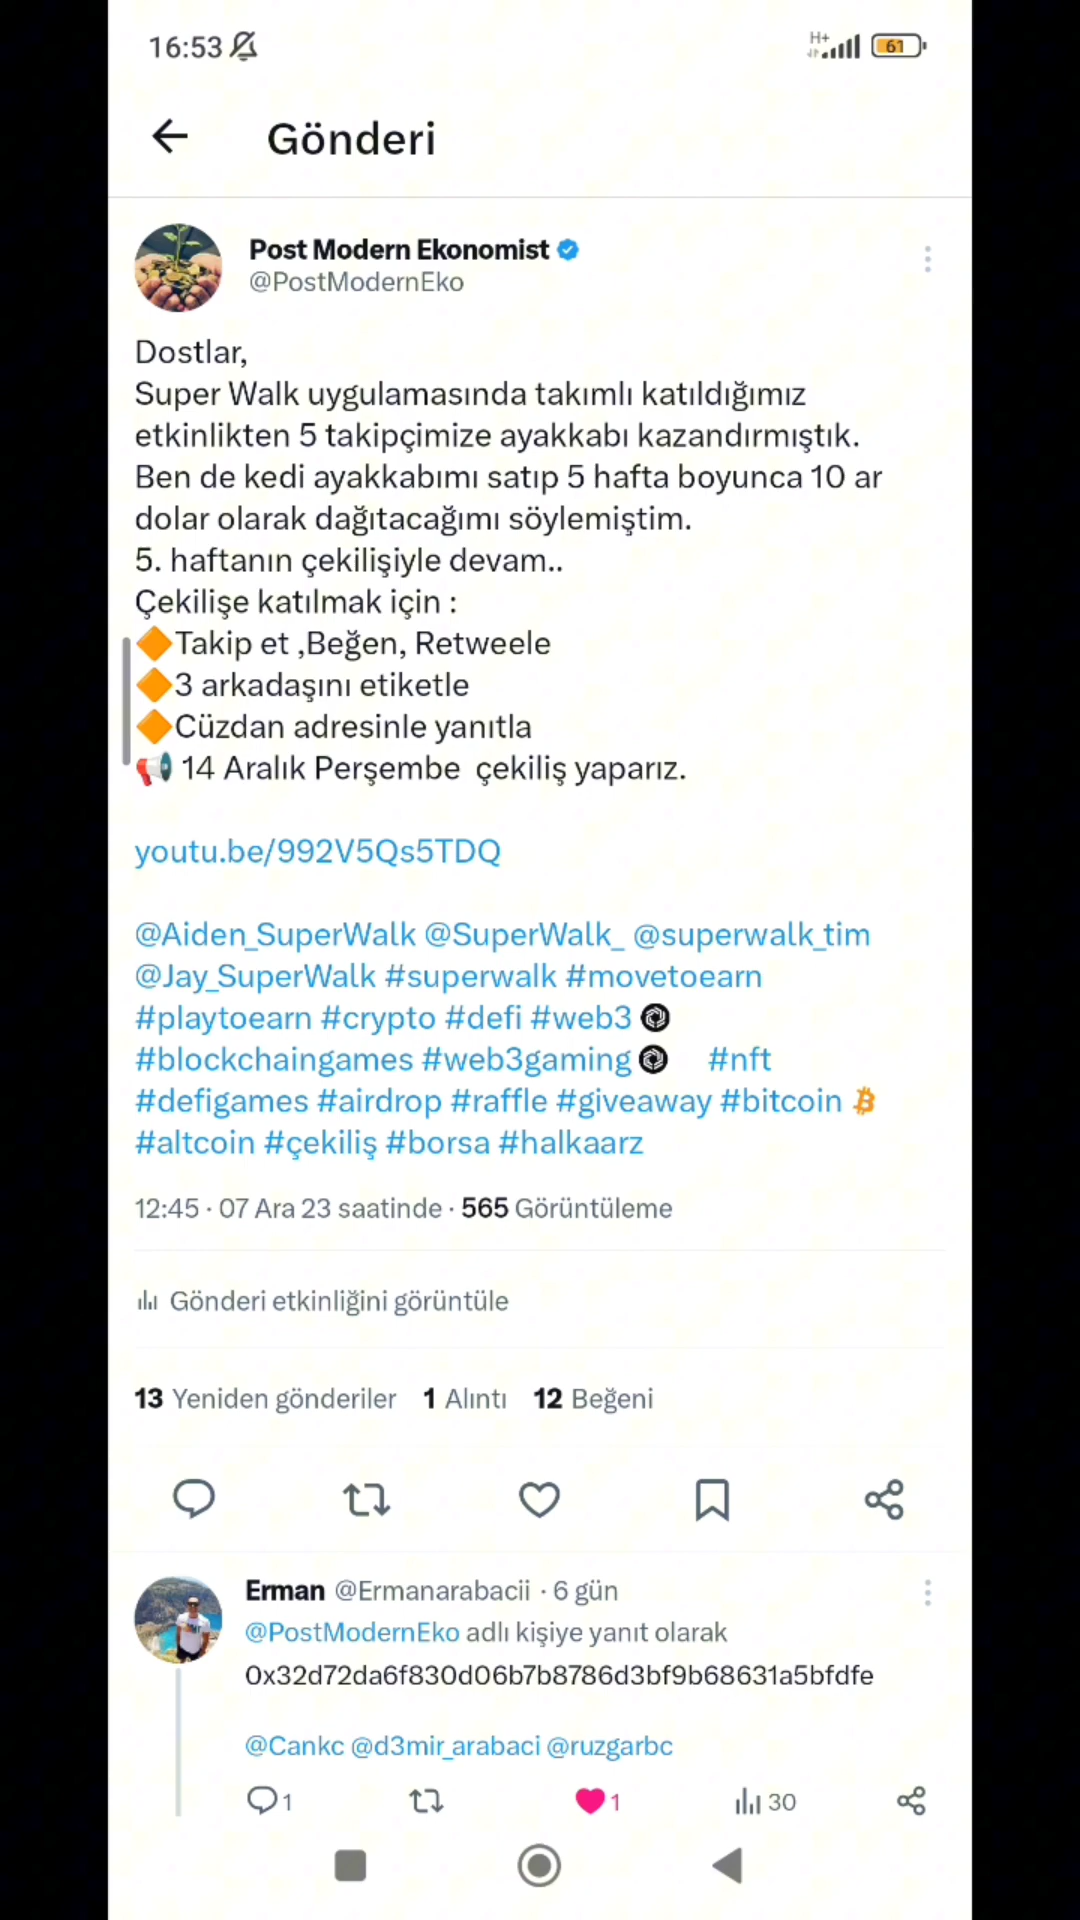 16:53
H+
61
Gönderi
Post Modern Ekonomist
@PostModernEko
Dostlar,
Super Walk uygulamasında takımlı katıldığımız
etkinlikten 5 takipçimize ayakkabı kazandırmıştık.
Ben de kedi ayakkabımı satıp 5 hafta boyunca 10 ar
dolar olarak dağıtacağımı söylemiştim.
5. haftanın çekilişiyle devam..
Çekilişe katılmak için :
🔶Takip et ,Beğen, Retweele
🔶3 arkadaşını etiketle
🔶Cüzdan adresinle yanıtla
📢 14 Aralık Perşembe  çekiliş yaparız.
youtu.be/992V5Qs5TDQ
@Aiden_SuperWalk @SuperWalk_ @superwalk_tim
@Jay_SuperWalk #superwalk #movetoearn
#playtoearn #crypto #defi #web3
#blockchaingames #web3gaming #nft
#defigames #airdrop #raffle #giveaway #bitcoin
#altcoin #çekiliş #borsa #halkaarz
12:45 · 07 Ara 23 saatinde · 565 Görüntüleme
Gönderi etkinliğini görüntüle
13 Yeniden gönderiler 1 Alıntı 12 Beğeni
Erman @Ermanarabacii · 6 gün
@PostModernEko adlı kişiye yanıt olarak
0x32d72da6f830d06b7b8786d3bf9b68631a5bfdfe
@Cankc @d3mir_arabaci @ruzgarbc
1 1 30